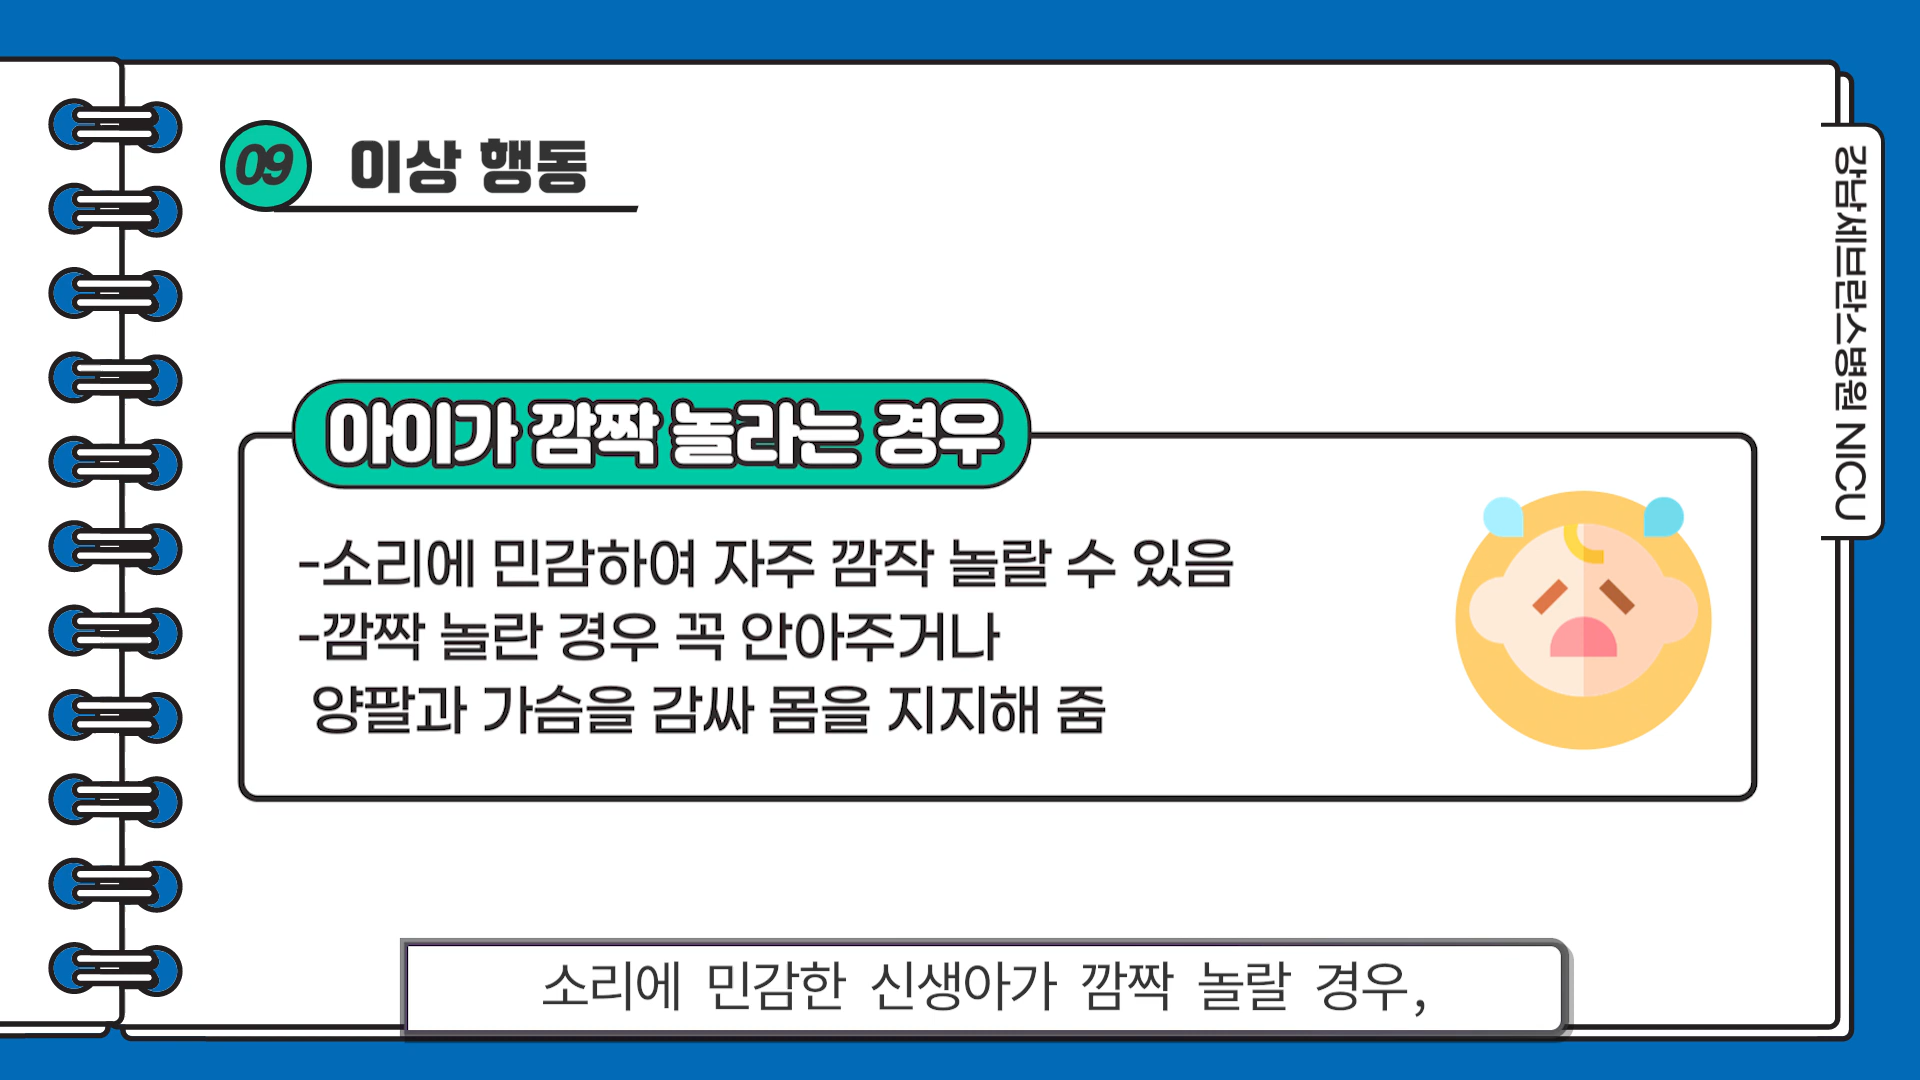 09 이상 행동
강남세브란스병원 NICU
아이가 깜짝 놀라는 경우
-소리에 민감하여 자주 깜작 놀랄 수 있음
-깜짝 놀란 경우 꼭 안아주거나
양팔과 가슴을 감싸 몸을 지지해 줌
소리에 민감한 신생아가 깜짝 놀랄 경우,